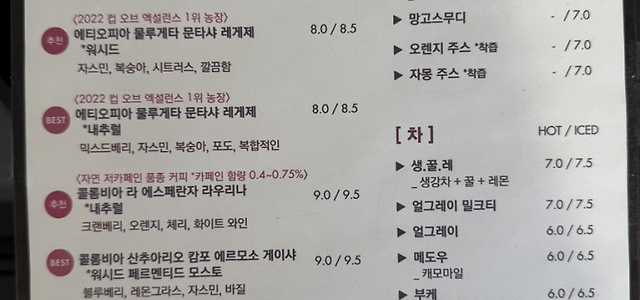 <2022 컵 오브 엑설런스 1위 농장>
추천 에티오피아 물루게타 문타샤 레게제 8.0 / 8.5
*워시드
자스민, 복숭아, 시트러스, 깔끔함
<2022 컵 오브 엑설런스 1위 농장>
BEST 에티오피아 물루게타 문타샤 레게제 8.0 / 8.5
*내추럴
믹스드베리, 자스민, 복숭아, 포도, 복합적인
<자연 저카페인 품종 커피 *카페인 함량 0.4~0.75%>
추천 콜롬비아 라 에스페란자 라우리나 9.0 / 9.5
*내추럴
크랜베리, 오렌지, 체리, 화이트 와인
BEST 콜롬비아 산추아리오 캄포 에르모소 게이샤 9.0 / 9.5
*워시드 페르멘티드 모스토
블루베리, 레몬그라스, 자스민, 바질
▶ 망고스무디 - / 7.0
▶ 오렌지 주스 *착즙 - / 7.0
▶ 자몽 주스 *착즙 - / 7.0
[ 차 ] HOT / ICED
▶ 생.꿀.레 7.0 / 7.5
_ 생강차 + 꿀 + 레몬
▶ 얼그레이 밀크티 7.0 / 7.5
▶ 얼그레이 6.0 / 6.5
▶ 메도우 6.0 / 6.5
_ 캐모마일
▶ 부케 6.0 / 6.5